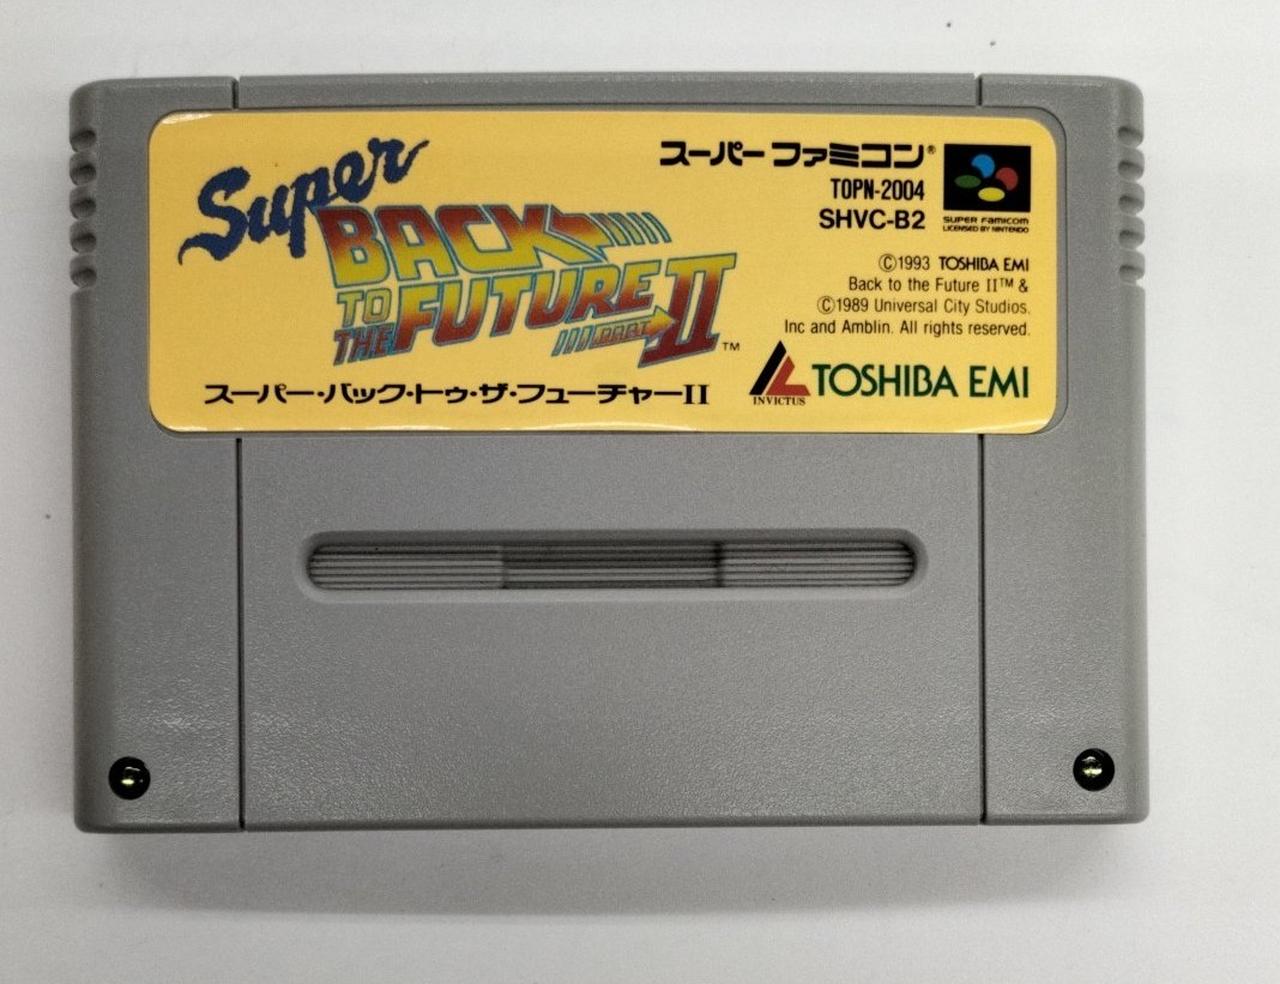 Super
BACK
TO
THE FUTURE
PART II™
スーパー・バック・トゥ・ザ・フューチャーII
スーパーファミコン®
TOPN-2004
SHVC-B2
SUPER FAMICOM
LICENSED BY NINTENDO
©1993 TOSHIBA EMI
Back to the Future II™ &
©1989 Universal City Studios.
Inc and Amblin. All rights reserved.
INVICTUS
TOSHIBA EMI